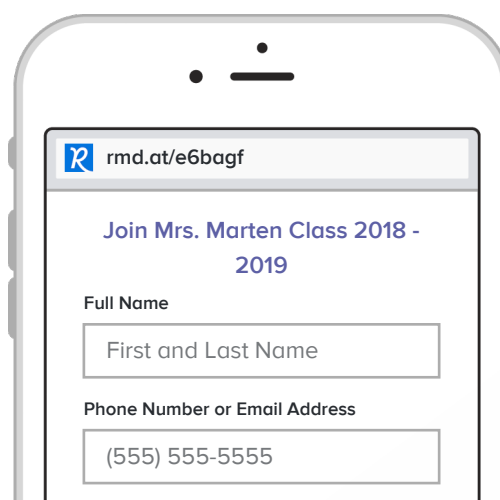 rmd.at/e6bagf
Join Mrs. Marten Class 2018 -
2019
Full Name
First and Last Name
Phone Number or Email Address
(555) 555-5555